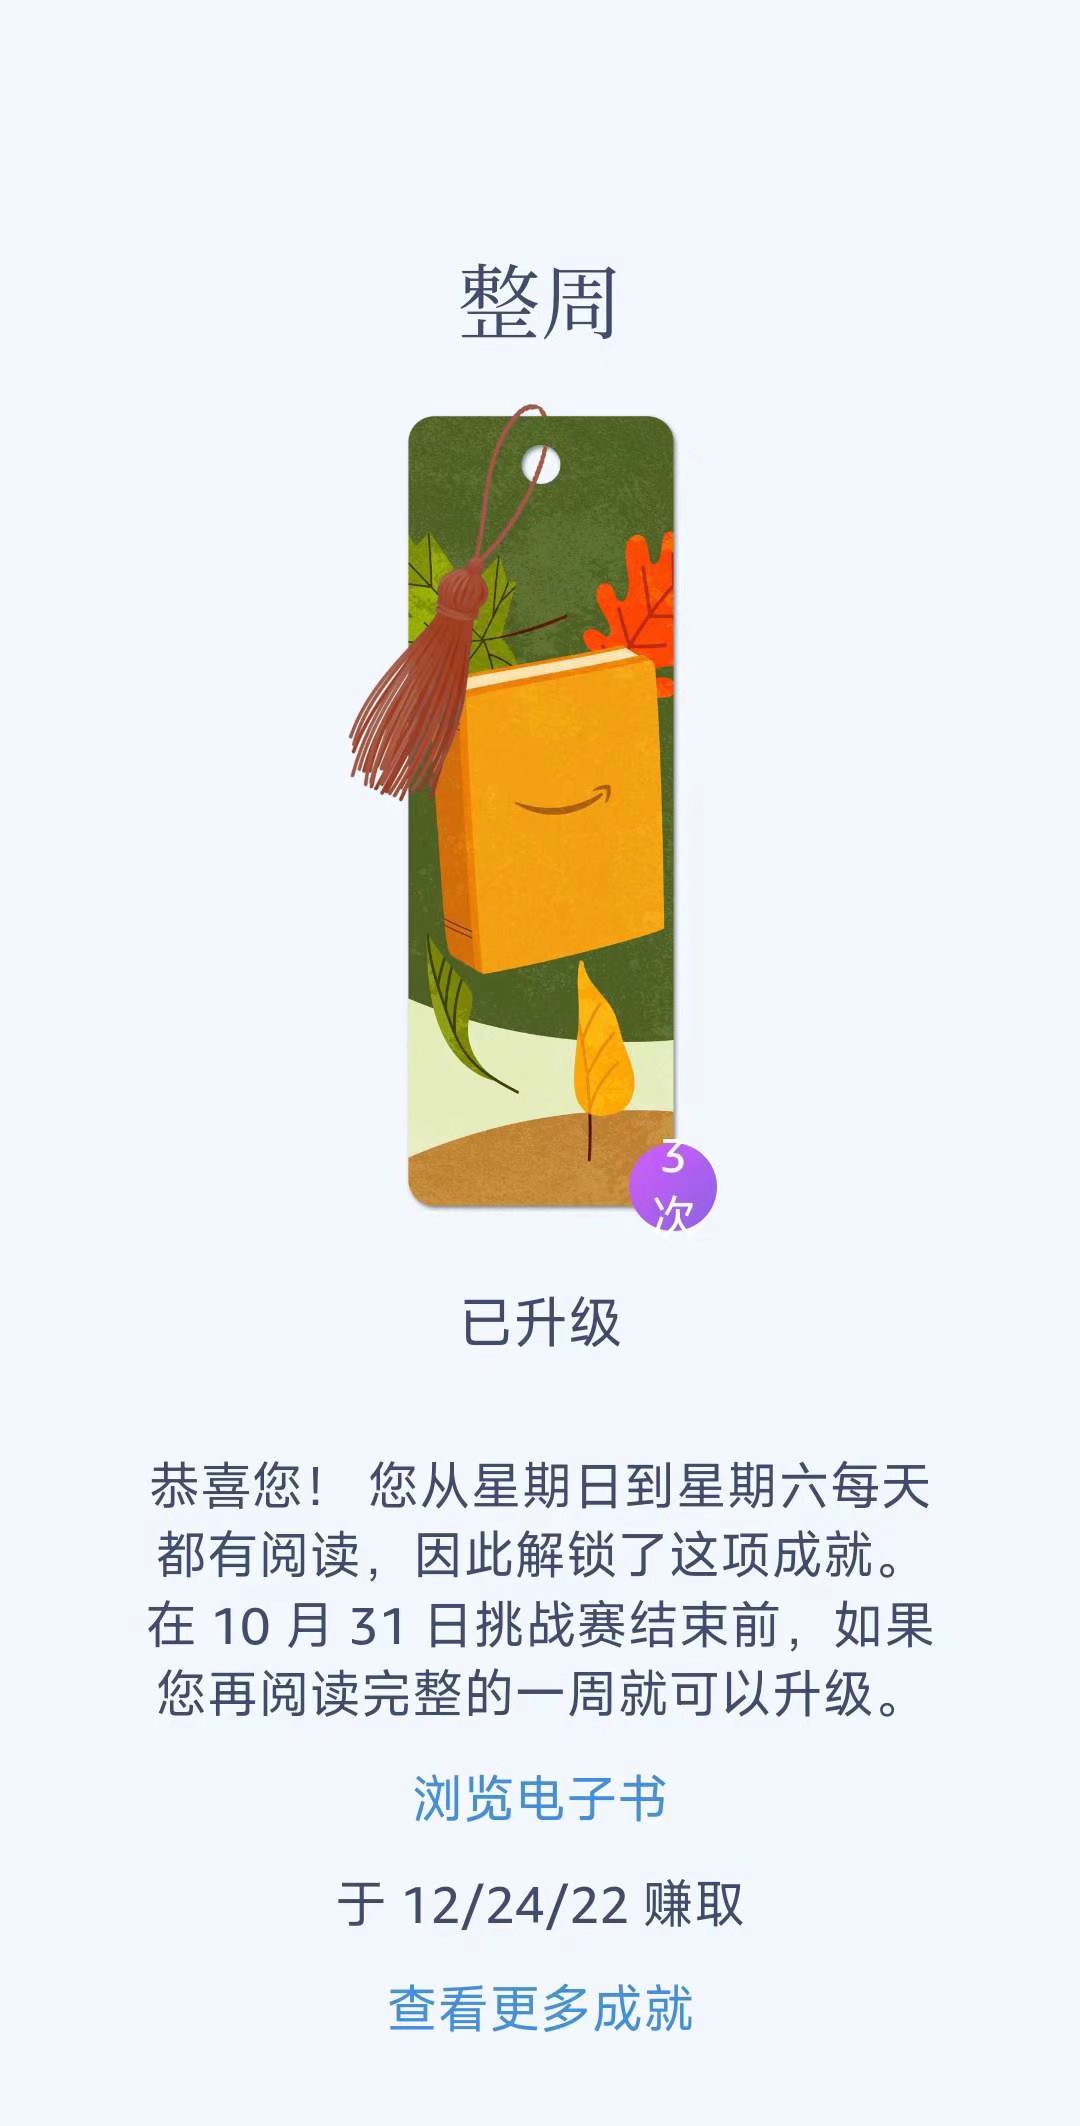 整周
3
次
已升级
恭喜您！ 您从星期日到星期六每天
都有阅读，因此解锁了这项成就。
在 10 月 31 日挑战赛结束前，如果
您再阅读完整的一周就可以升级。
浏览电子书
于 12/24/22 赚取
查看更多成就